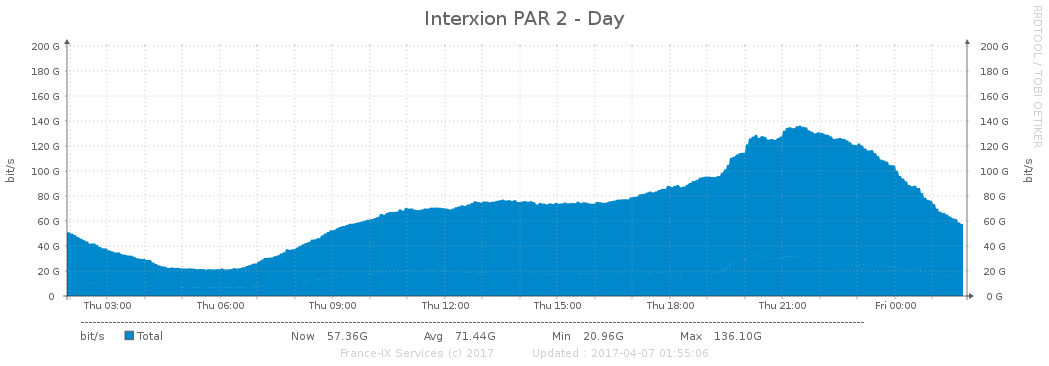 Interxion PAR 2 - Day
RRDTOOL / TOBI OETIKER
200 G 200 G
180 G 180 G
160 G 160 G
140 G 140 G
120 G 120 G
100 G 100 G
80 G 80 G
60 G 60 G
40 G 40 G
20 G 20 G
0 0 G
bit/s bit/s
Thu 03:00 Thu 06:00 Thu 09:00 Thu 12:00 Thu 15:00 Thu 18:00 Thu 21:00 Fri 00:00
bit/s Total Now 57.36G Avg 71.44G Min 20.96G Max 136.10G
France-IX Services (c) 2017 Updated : 2017-04-07 01:55:06